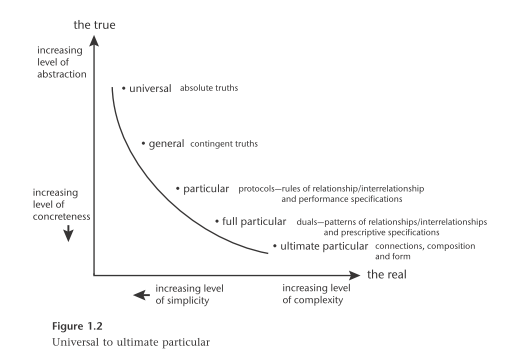 the true
increasing
level of
abstraction
• universal absolute truths
• general contingent truths
• particular protocols—rules of relationship/interrelationship
and performance specifications
increasing
level of
concreteness
• full particular duals—patterns of relationships/interrelationships
and prescriptive specifications
• ultimate particular connections, composition
and form
the real
increasing level
of simplicity
increasing level
of complexity
Figure 1.2
Universal to ultimate particular